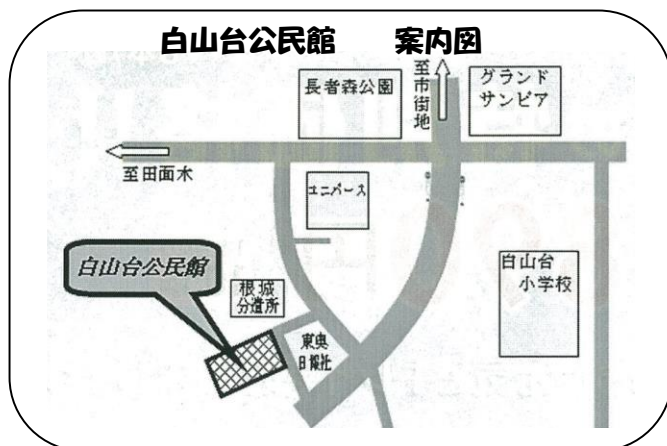 白山台公民館　案内図
至市街地
長者森公園
グランド
サンピア
至田面木
ユニバース
白山台公民館
根城
分遣所
白山台
小学校
東奥
日報社